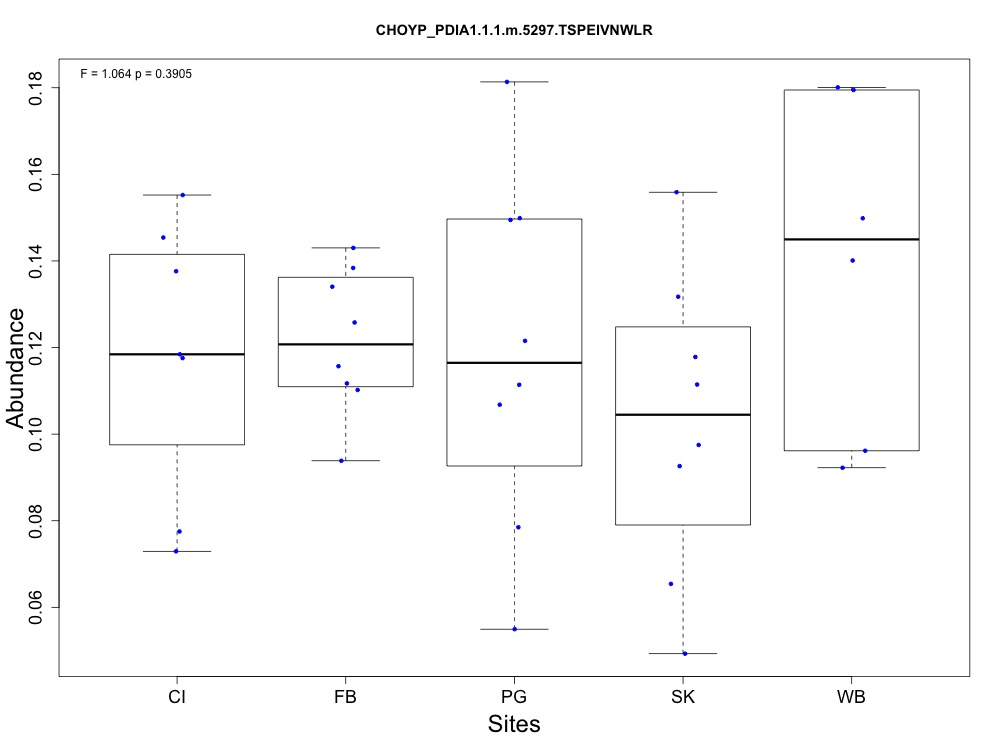 CHOYP_PDIA1.1.1.m.5297.TSPEIVNWLR
F = 1.064 p = 0.3905
0.18
0.16
0.14
0.12
0.10
0.08
0.06
Abundance
CI FB PG SK WB
Sites